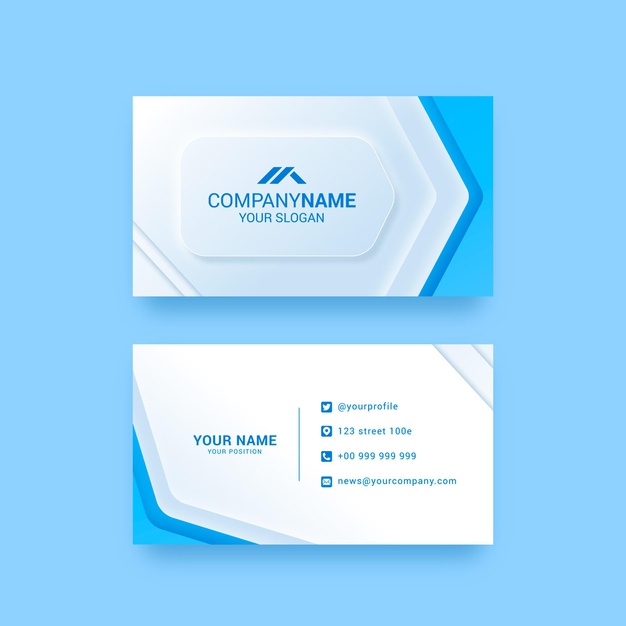 COMPANYNAME
YOUR SLOGAN
YOUR NAME
YOUR POSITION
@yourprofile
123 street 100e
+00 999 999 999
news@yourcompany.com